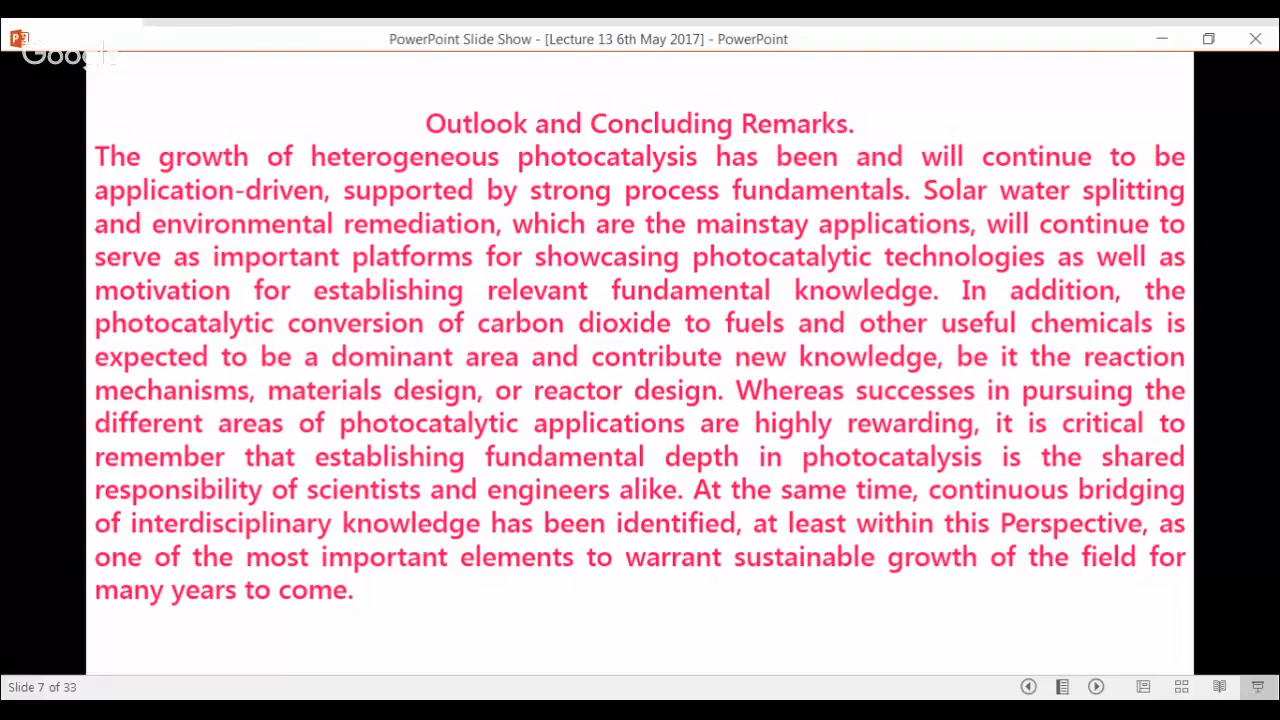 PowerPoint Slide Show - [Lecture 13 6th May 2017] - PowerPoint
Google
Outlook and Concluding Remarks.
The growth of heterogeneous photocatalysis has been and will continue to be
application-driven, supported by strong process fundamentals. Solar water splitting
and environmental remediation, which are the mainstay applications, will continue to
serve as important platforms for showcasing photocatalytic technologies as well as
motivation for establishing relevant fundamental knowledge. In addition, the
photocatalytic conversion of carbon dioxide to fuels and other useful chemicals is
expected to be a dominant area and contribute new knowledge, be it the reaction
mechanisms, materials design, or reactor design. Whereas successes in pursuing the
different areas of photocatalytic applications are highly rewarding, it is critical to
remember that establishing fundamental depth in photocatalysis is the shared
responsibility of scientists and engineers alike. At the same time, continuous bridging
of interdisciplinary knowledge has been identified, at least within this Perspective, as
one of the most important elements to warrant sustainable growth of the field for
many years to come.
Slide 7 of 33